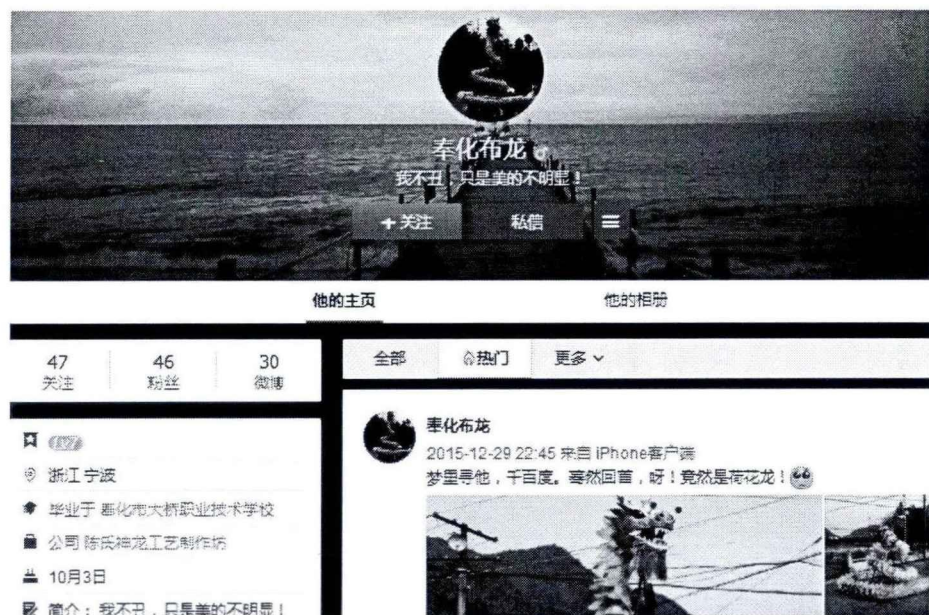 奉化布龙
我不丑，只是美的不明显！
+关注 私信
他的主页 他的相册
47 46 30
关注 粉丝 微博
全部 热门 更多
浙江 宁波
毕业于 奉化市大桥职业技术学校
公司 陈氏神龙工艺制作坊
10月3日
简介： 我不丑，只是美的不明显！
奉化布龙
2015-12-29 22:45 来自 iPhone客户端
梦里寻他，千百度。蓦然回首，呀！竟然是荷花龙！